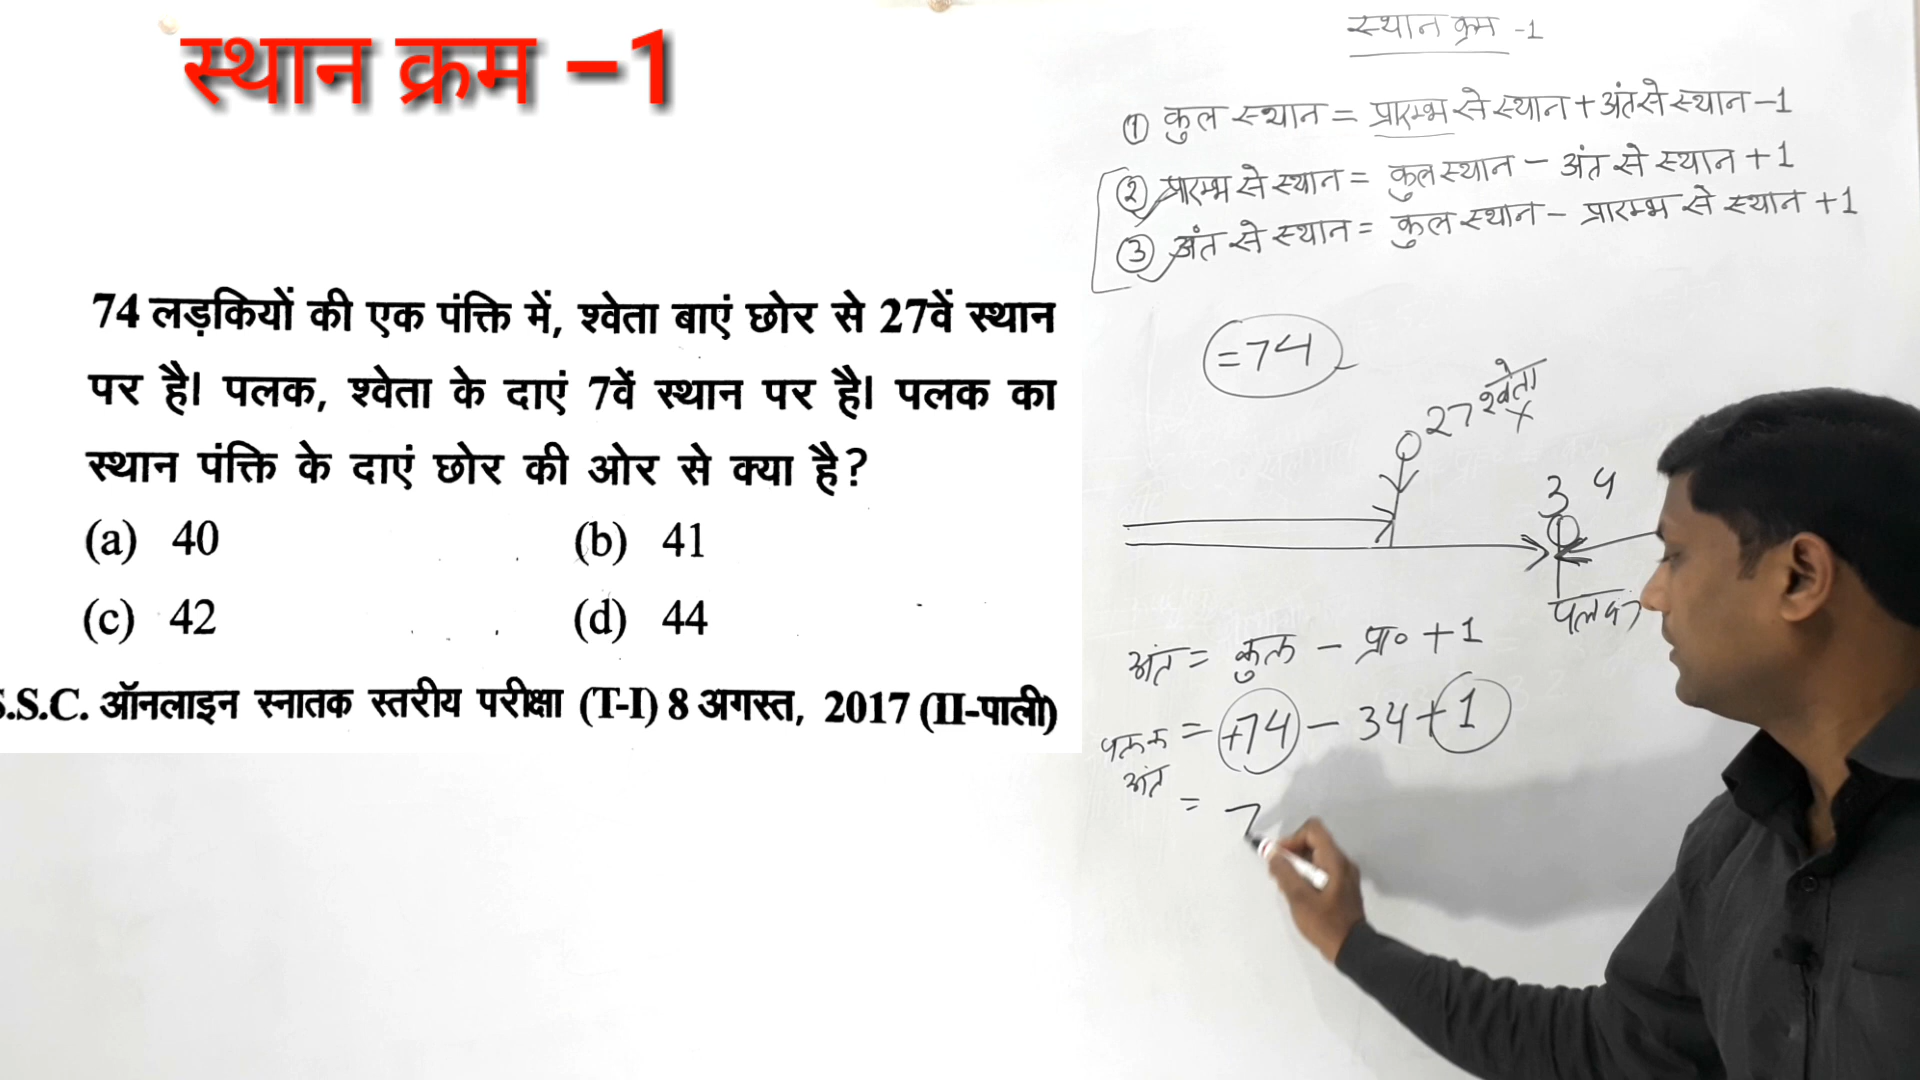 स्थान क्रम –1
74 लड़कियों की एक पंक्ति में, श्वेता बाएं छोर से 27वें स्थान
पर है। पलक, श्वेता के दाएं 7वें स्थान पर है। पलक का
स्थान पंक्ति के दाएं छोर की ओर से क्या है?
(a) 40 (b) 41
(c) 42 (d) 44
S.S.C. ऑनलाइन स्नातक स्तरीय परीक्षा (T-I) 8 अगस्त, 2017 (II-पाली)
स्थान क्रम -1
① कुल स्थान = प्रारम्भ से स्थान + अंत से स्थान - 1
② प्रारम्भ से स्थान = कुल स्थान - अंत से स्थान + 1
③ अंत से स्थान = कुल स्थान - प्रारम्भ से स्थान + 1
= 74
27 श्वेता
3 4
पलक
अंत = कुल - प्रा० + 1
पलक = +74 - 34 + 1
अंत
= 7